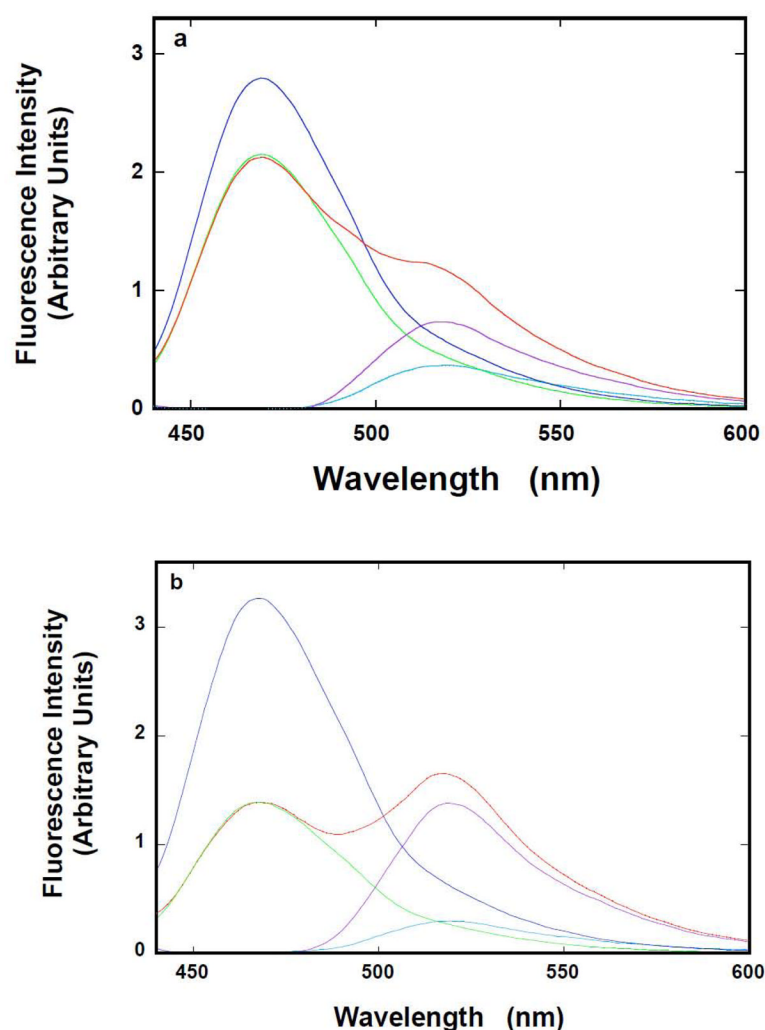 a
3
2
1
0
Fluorescence Intensity
(Arbitrary Units)
450 500 550 600
Wavelength (nm)
b
3
2
1
0
Fluorescence Intensity
(Arbitrary Units)
450 500 550 600
Wavelength (nm)